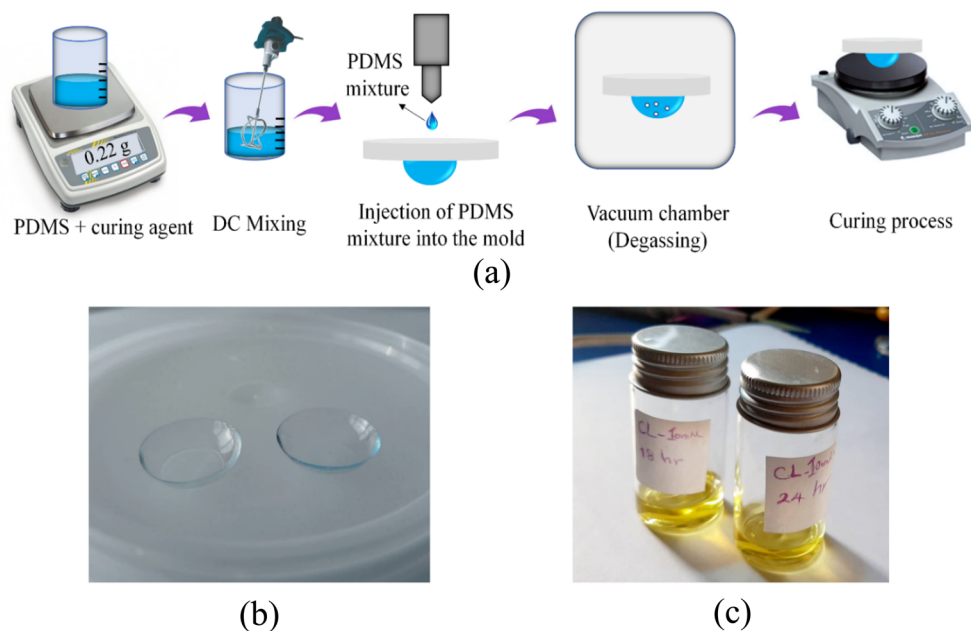 0.22 g
PDMS + curing agent
DC Mixing
PDMS
mixture
Injection of PDMS
mixture into the mold
Vacuum chamber
(Degassing)
Curing process
(a)
CL-
18 hr
CL-
24 hr
(b)
(c)